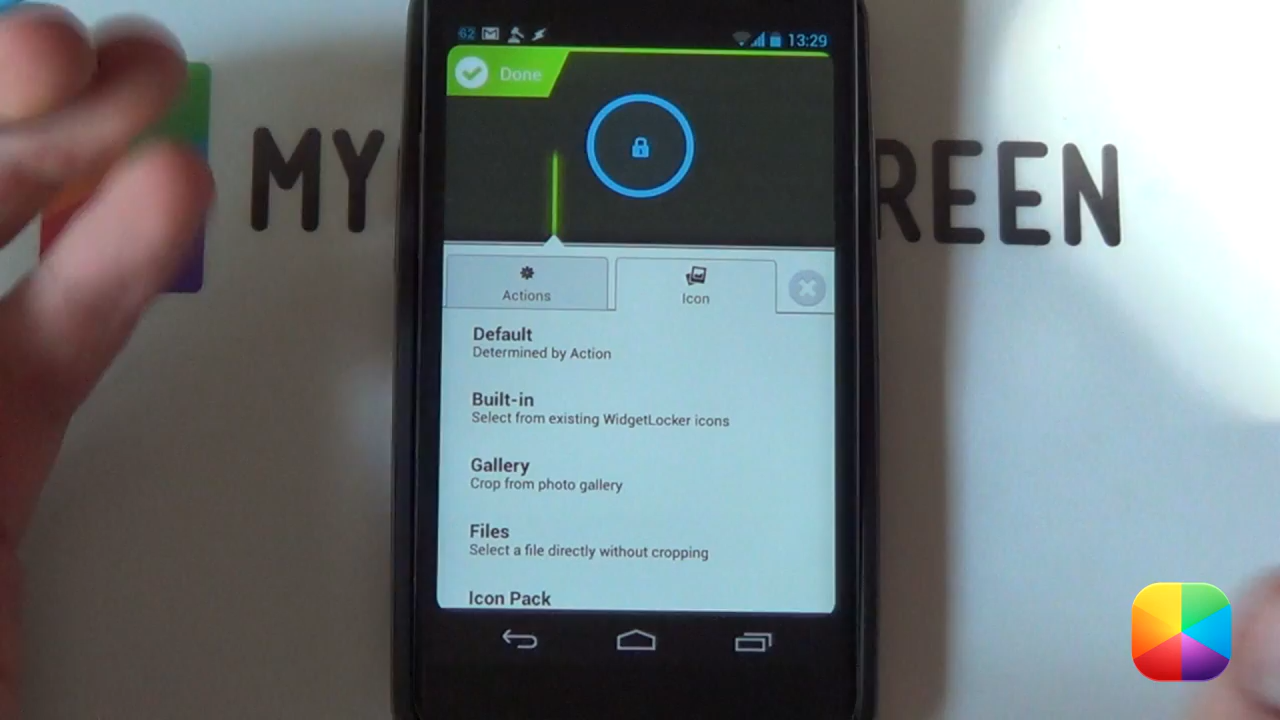 62
13:29
Done
MY
REEN
Actions
Icon
Default
Determined by Action
Built-in
Select from existing WidgetLocker icons
Gallery
Crop from photo gallery
Files
Select a file directly without cropping
Icon Pack